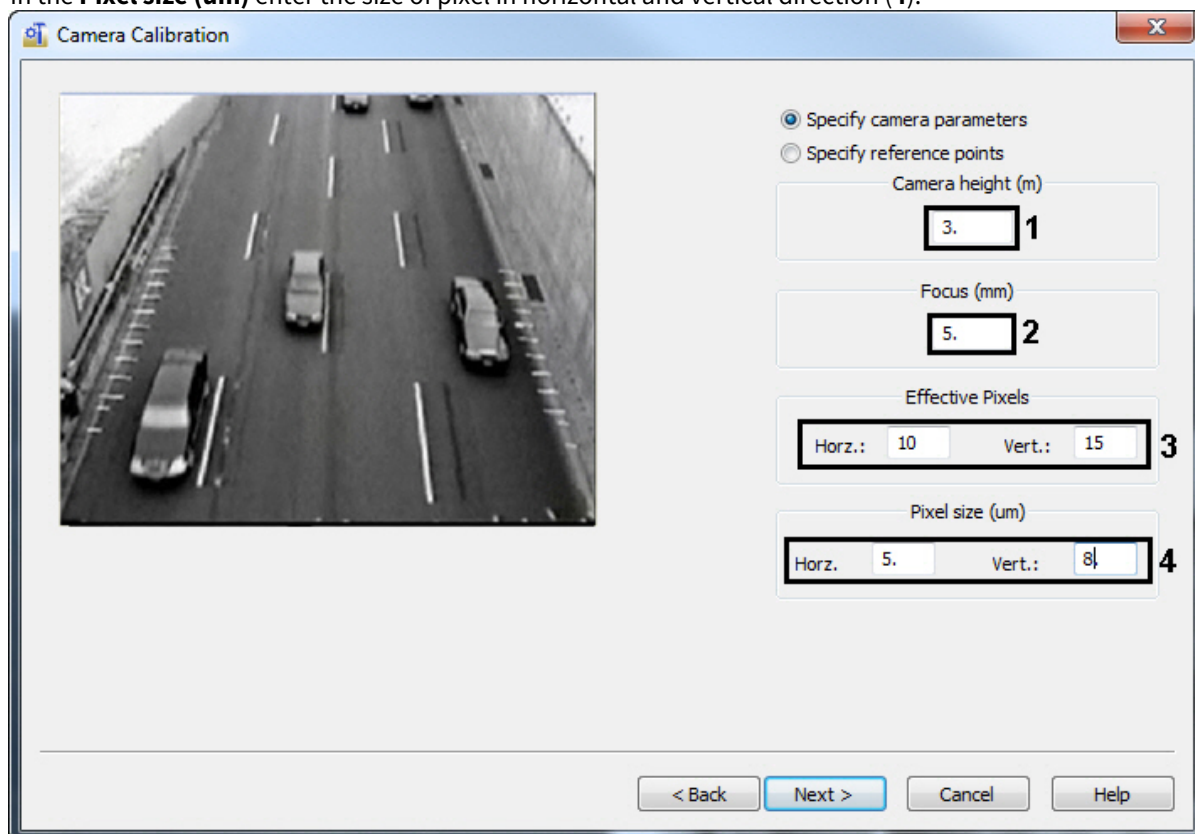 In the Pixel size (um) enter the size of pixel in horizontal and vertical direction (4).
Camera Calibration
x
Specify camera parameters
Specify reference points
Camera height (m)
3. 1
Focus (mm)
5. 2
Effective Pixels
Horz.: 10 Vert.: 15 3
Pixel size (um)
Horz. 5. Vert.: 8. 4
< Back Next > Cancel Help